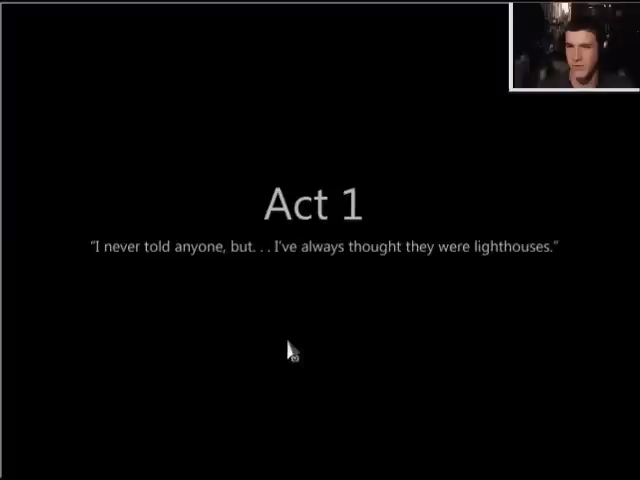 Act 1
“I never told anyone, but. . . I’ve always thought they were lighthouses.”